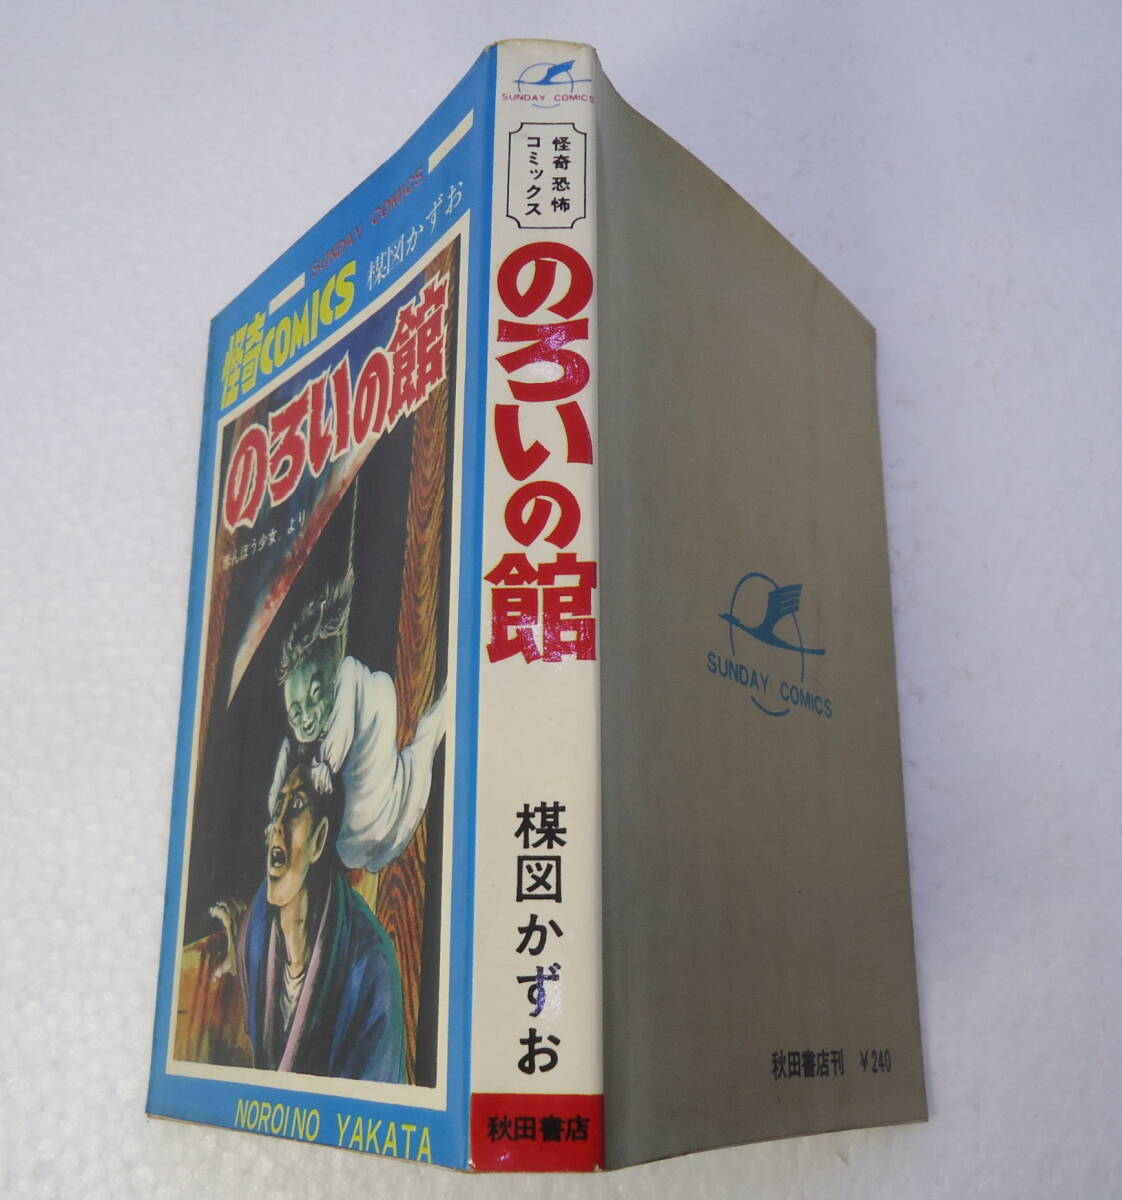 SUNDAY COMICS
楳図かずお
怪奇COMICS
のろいの館
赤んぼう少女 より
NOROI NO YAKATA
SUNDAY COMICS
怪奇恐怖
コミックス
のろいの館
楳図かずお
秋田書店
SUNDAY COMICS
秋田書店刊 ¥240